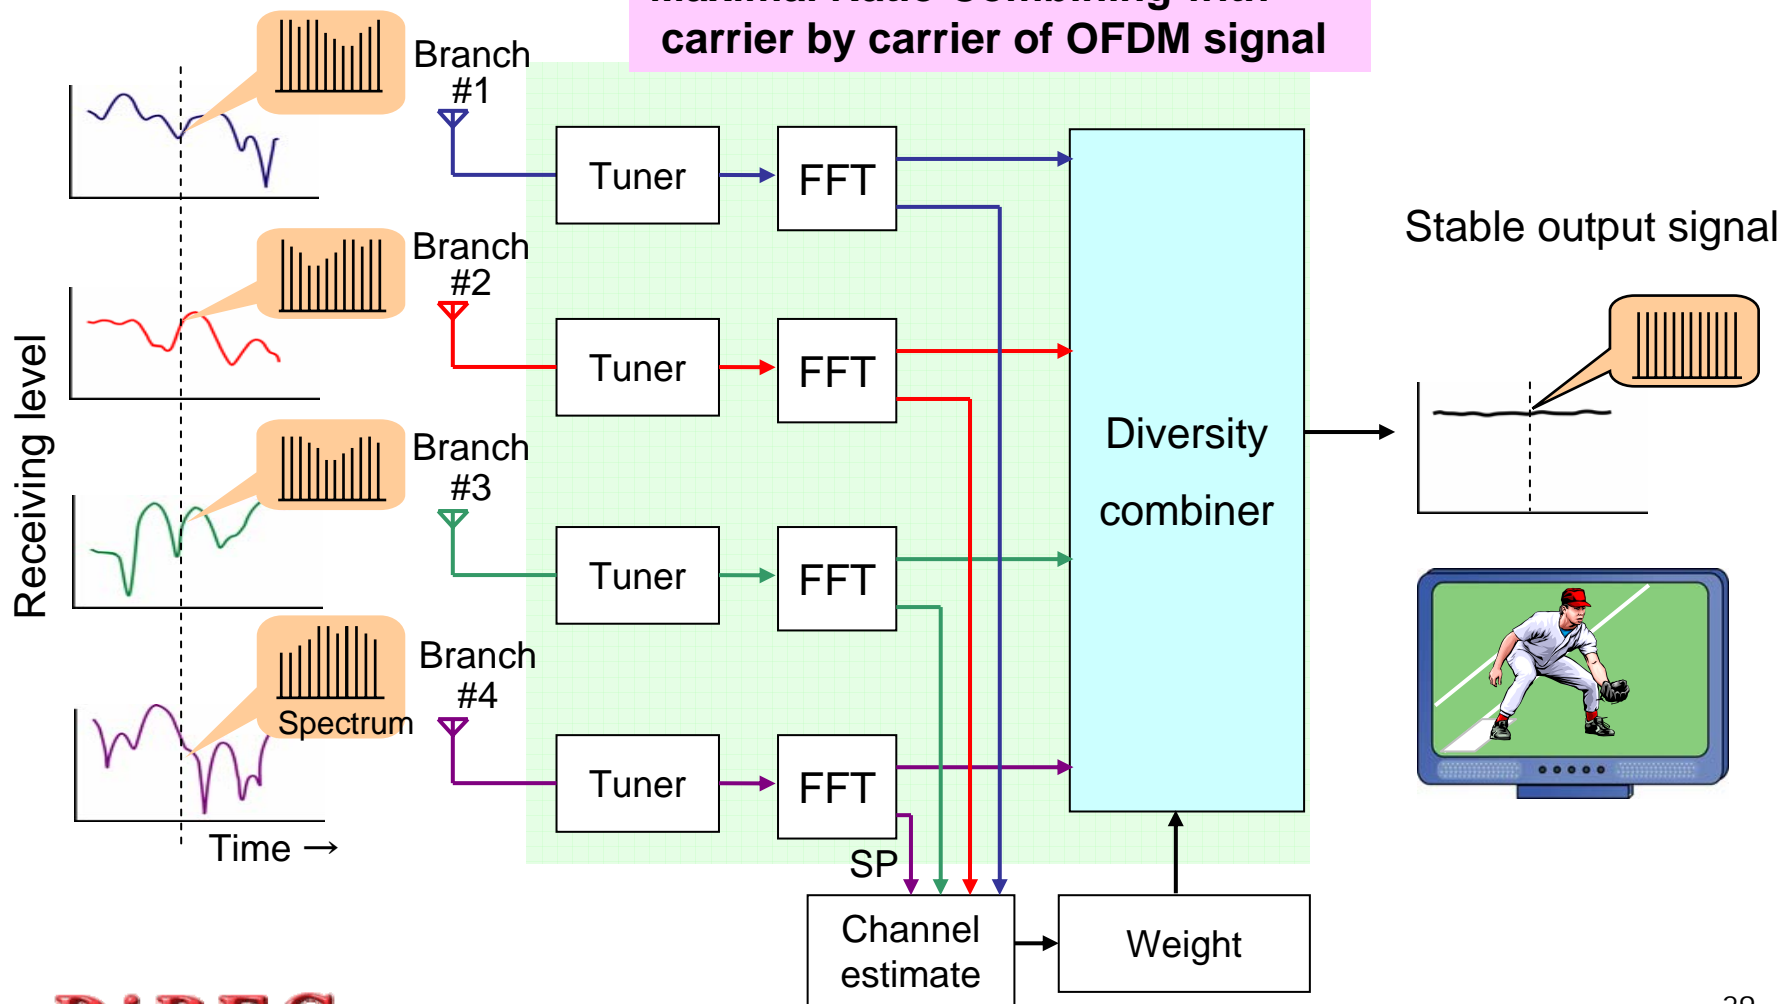 carrier by carrier of OFDM signal
Branch
#1
Tuner
FFT
Branch
#2
Tuner
FFT
Branch
#3
Tuner
FFT
Branch
#4
Tuner
FFT
Spectrum
Receiving level
Time →
SP
Diversity
combiner
Channel
estimate
Weight
Stable output signal